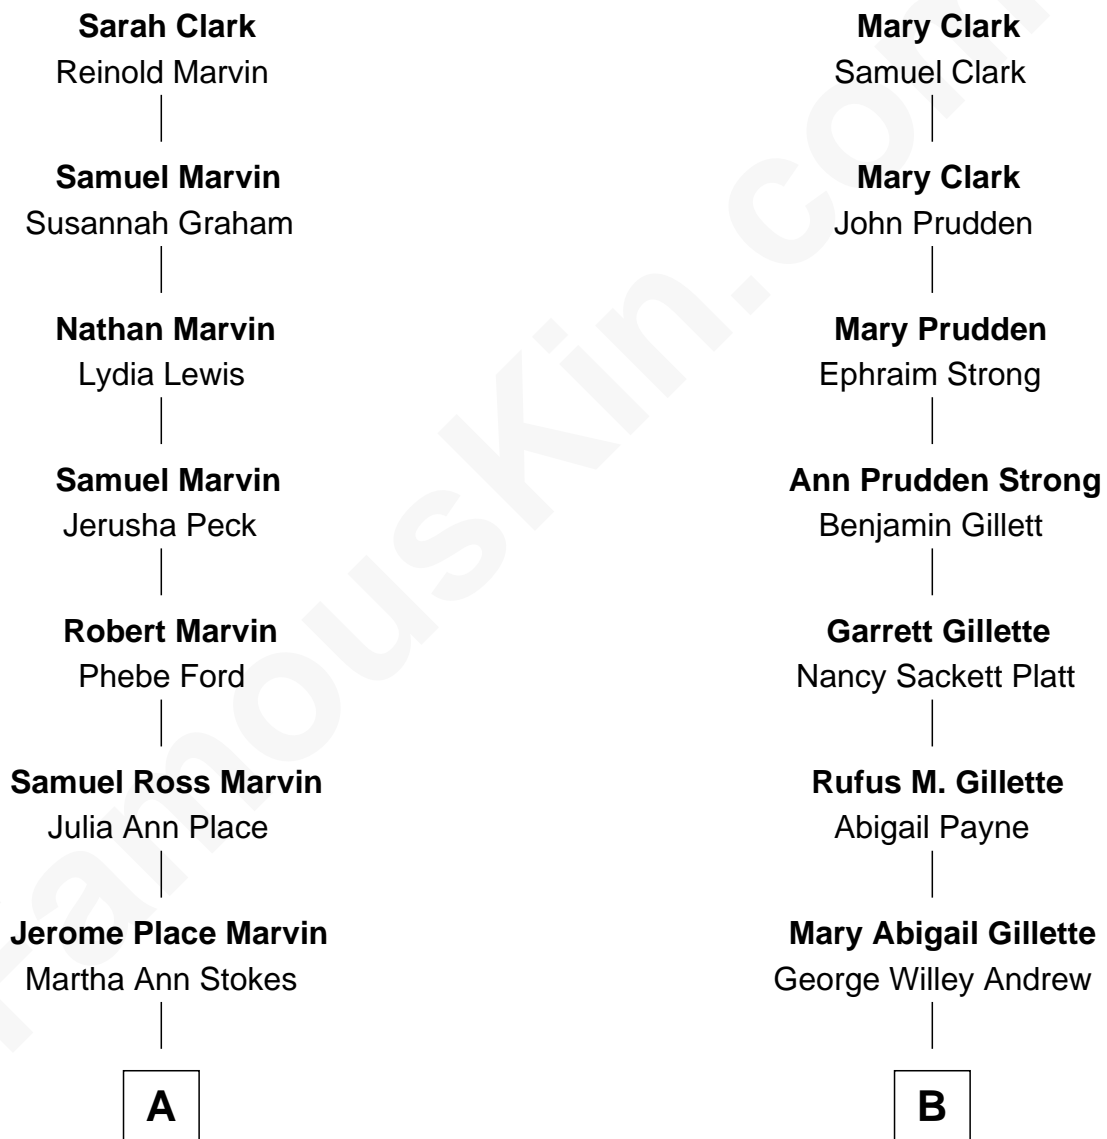 Sarah Clark
Reinold Marvin
Samuel Marvin
Susannah Graham
Nathan Marvin
Lydia Lewis
Samuel Marvin
Jerusha Peck
Robert Marvin
Phebe Ford
Samuel Ross Marvin
Julia Ann Place
Jerome Place Marvin
Martha Ann Stokes
A
Mary Clark
Samuel Clark
Mary Clark
John Prudden
Mary Prudden
Ephraim Strong
Ann Prudden Strong
Benjamin Gillett
Garrett Gillette
Nancy Sackett Platt
Rufus M. Gillette
Abigail Payne
Mary Abigail Gillette
George Willey Andrew
B
FamousKin.com